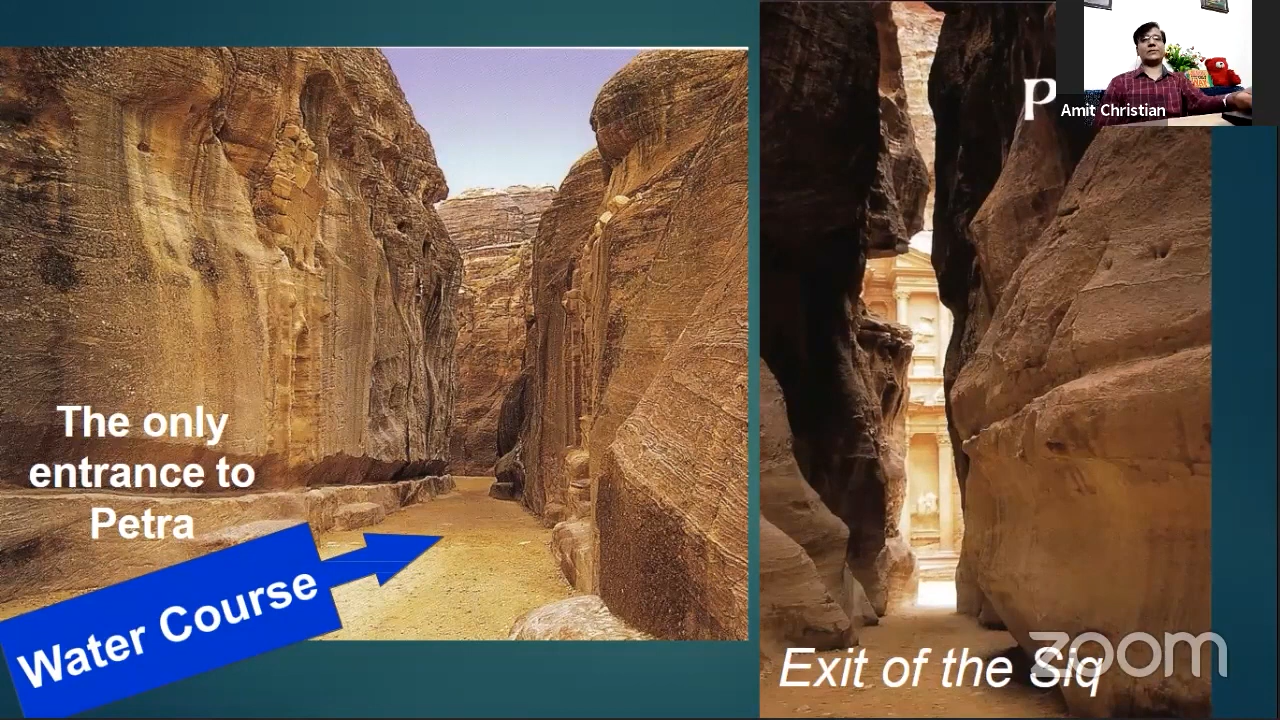 The only
entrance to
Petra
Water Course
P
Amit Christian
Exit of the Siq
zoom